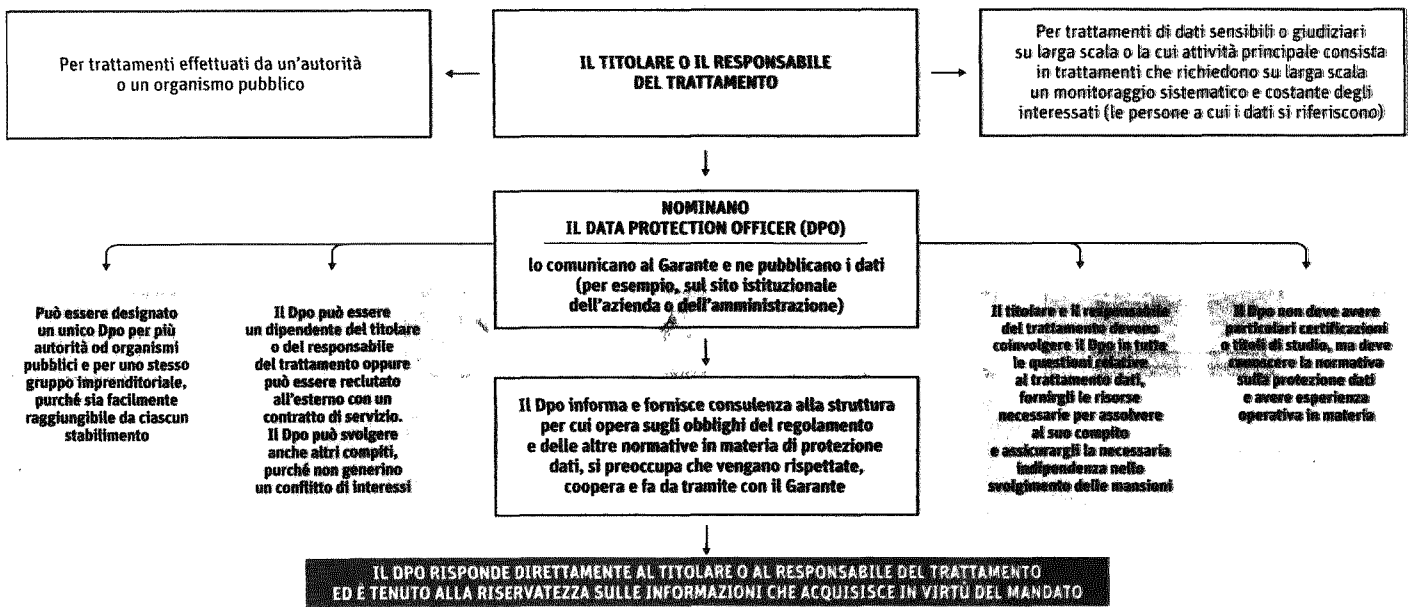 Per trattamenti effettuati da un'autorità
o un organismo pubblico
IL TITOLARE O IL RESPONSABILE
DEL TRATTAMENTO
Per trattamenti di dati sensibili o giudiziari
su larga scala o la cui attività principale consista
in trattamenti che richiedono su larga scala
un monitoraggio sistematico e costante degli
interessati (le persone a cui i dati si riferiscono)
NOMINANO
IL DATA PROTECTION OFFICER (DPO)
lo comunicano al Garante e ne pubblicano i dati
(per esempio, sul sito istituzionale
dell'azienda o dell'amministrazione)
Può essere designato
un unico Dpo per più
autorità od organismi
pubblici e per uno stesso
gruppo imprenditoriale,
purché sia facilmente
raggiungibile da ciascun
stabilimento
Il Dpo può essere
un dipendente del titolare
o del responsabile
del trattamento oppure
può essere reclutato
all'esterno con un
contratto di servizio.
Il Dpo può svolgere
anche altri compiti,
purché non generino
un conflitto di interessi
Il Dpo informa e fornisce consulenza alla struttura
per cui opera sugli obblighi del regolamento
e delle altre normative in materia di protezione
dati, si preoccupa che vengano rispettate,
coopera e fa da tramite con il Garante
Il titolare e il responsabile
del trattamento devono
coinvolgere il Dpo in tutte
le questioni relative
al trattamento dati,
fornirgli le risorse
necessarie per assolvere
al suo compito
e assicurargli la necessaria
indipendenza nello
svolgimento delle mansioni
Il Dpo non deve avere
particolari certificazioni
o titoli di studio, ma deve
conoscere la normativa
sulla protezione dati
e avere esperienza
operativa in materia
IL DPO RISPONDE DIRETTAMENTE AL TITOLARE O AL RESPONSABILE DEL TRATTAMENTO
ED È TENUTO ALLA RISERVATEZZA SULLE INFORMAZIONI CHE ACQUISISCE IN VIRTÙ DEL MANDATO